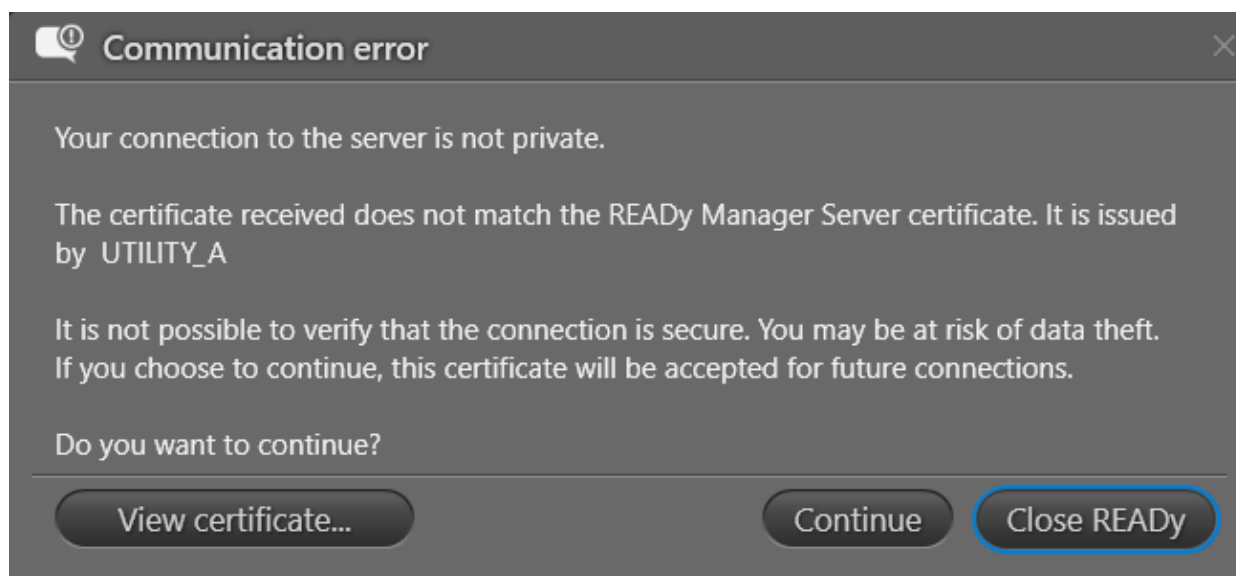 Communication error
Your connection to the server is not private.
The certificate received does not match the READy Manager Server certificate. It is issued
by  UTILITY_A
It is not possible to verify that the connection is secure. You may be at risk of data theft.
If you choose to continue, this certificate will be accepted for future connections.
Do you want to continue?
View certificate...
Continue
Close READy